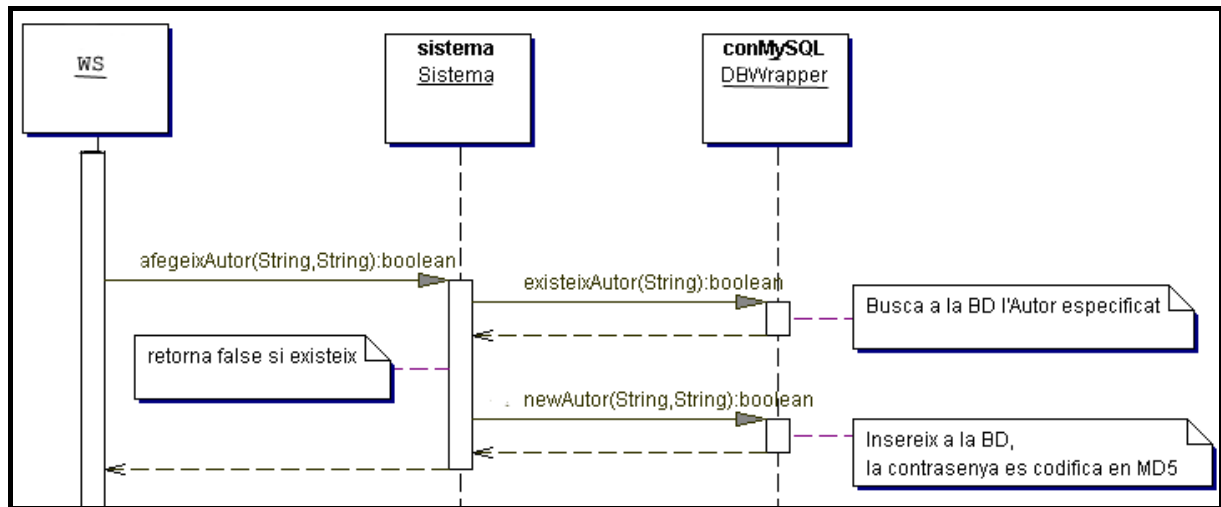 WS
sistema
Sistema
conMySQL
DBWrapper
afegeixAutor(String,String):boolean
existeixAutor(String):boolean
Busca a la BD l'Autor especificat
retorna false si existeix
newAutor(String,String):boolean
Insereix a la BD,
la contrasenya es codifica en MD5